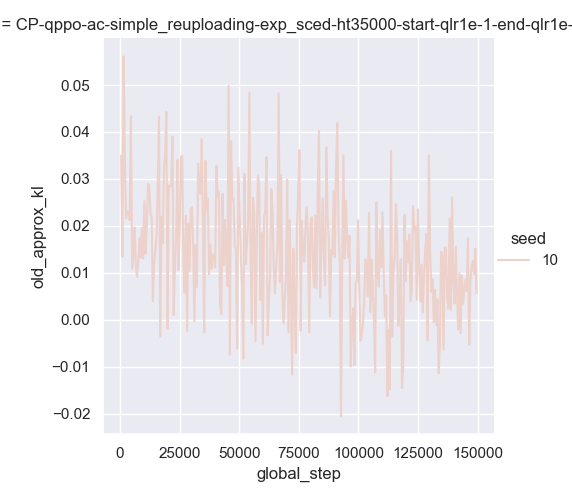 = CP-qppo-ac-simple_reuploading-exp_sced-ht35000-start-qlr1e-1-end-qlr1e-
0.05
0.04
0.03
0.02
0.01
0.00
−0.01
−0.02
old_approx_kl
0 25000 50000 75000 100000 125000 150000
global_step
seed
10